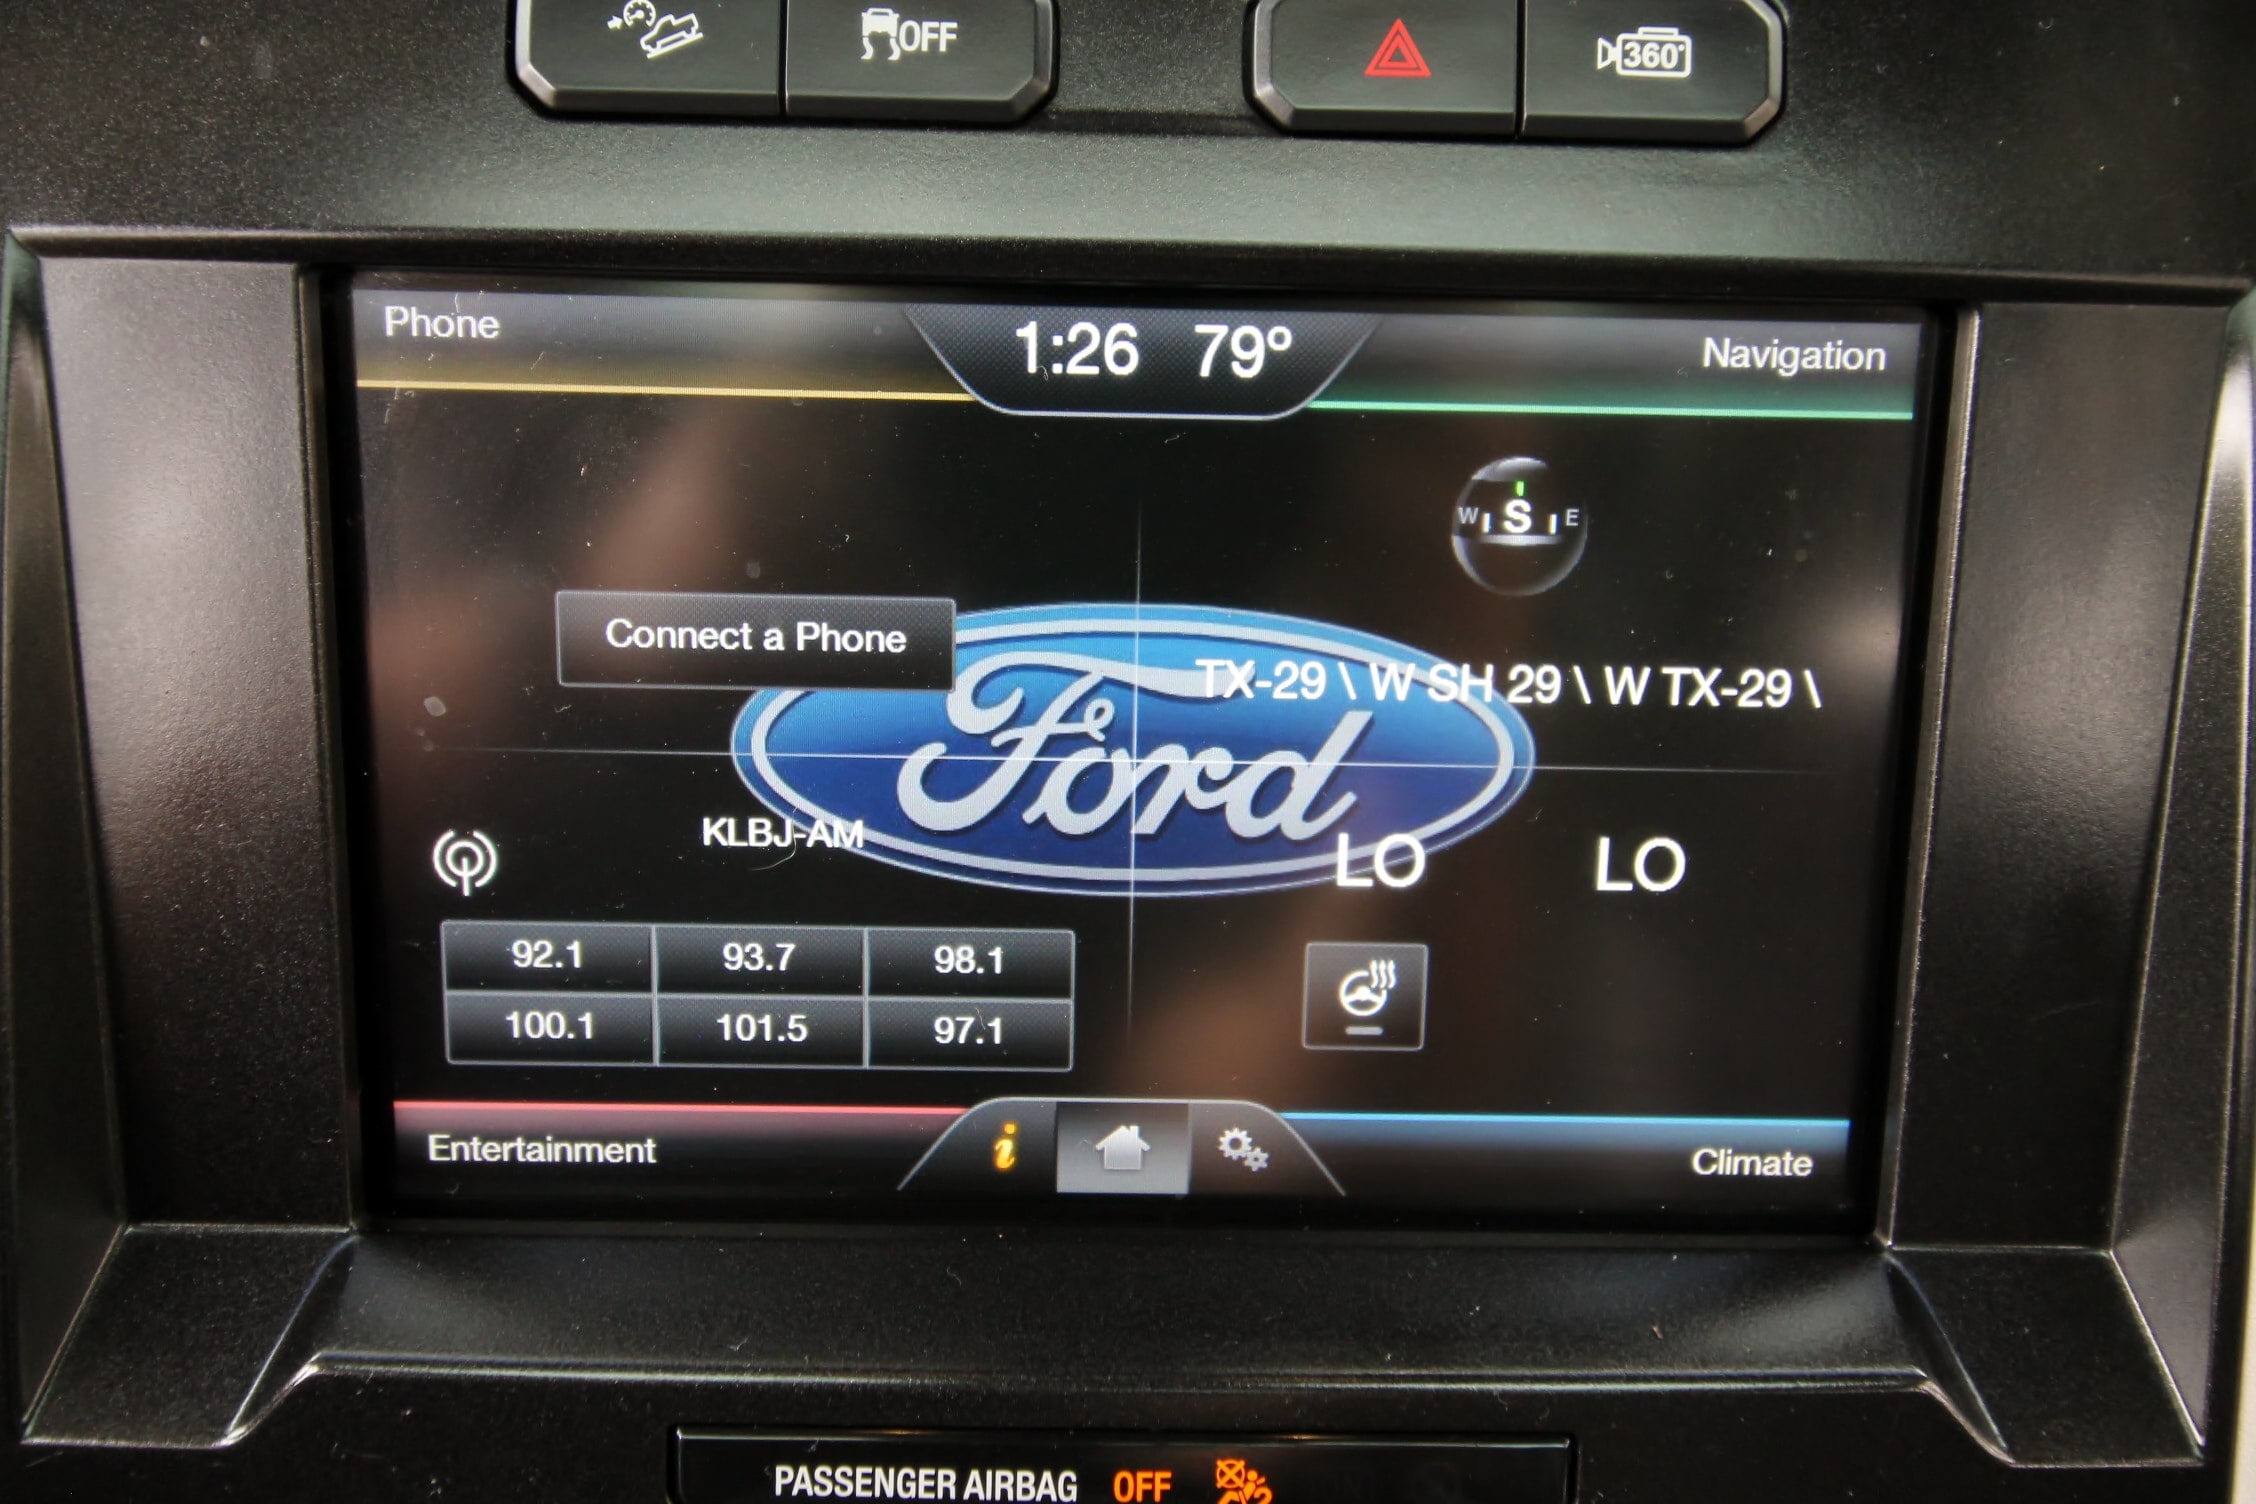 OFF
360°
Phone
1:26 79º
Navigation
W S E
Connect a Phone
TX-29 \ W SH 29 \ W TX-29 \
Ford
KLBJ-AM
LO LO
92.1 93.7 98.1
100.1 101.5 97.1
Entertainment
i
Climate
PASSENGER AIRBAG OFF